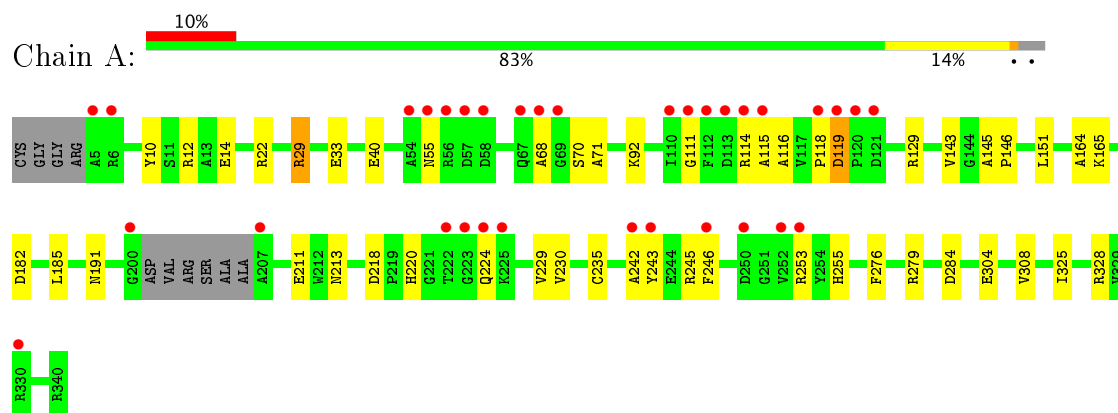 10%
Chain A:
83% 14% • •
CYS GLY GLY ARG A5 R6 Y10 S11 R12 A13 E14 R22 R29 E33 E40 A54 N55 R56 D57 D58 Q67 A68 G69 S70 A71 K92 I110 G111 F112 D113 R114 A115 A116 V117 P118 D119 P120 D121 R129 V143 G144 A145 P146 L151 A164 K165
D182 L185 N191 G200 ASP VAL ARG SER ALA ALA A207 E211 W212 N213 D218 P219 H220 G221 T222 G223 Q224 K225 V229 V230 C235 A242 Y243 E244 R245 F246 D250 G251 V252 R253 Y254 H255 F276 R279 D284 E304 V308 I325 R328
R330 R340